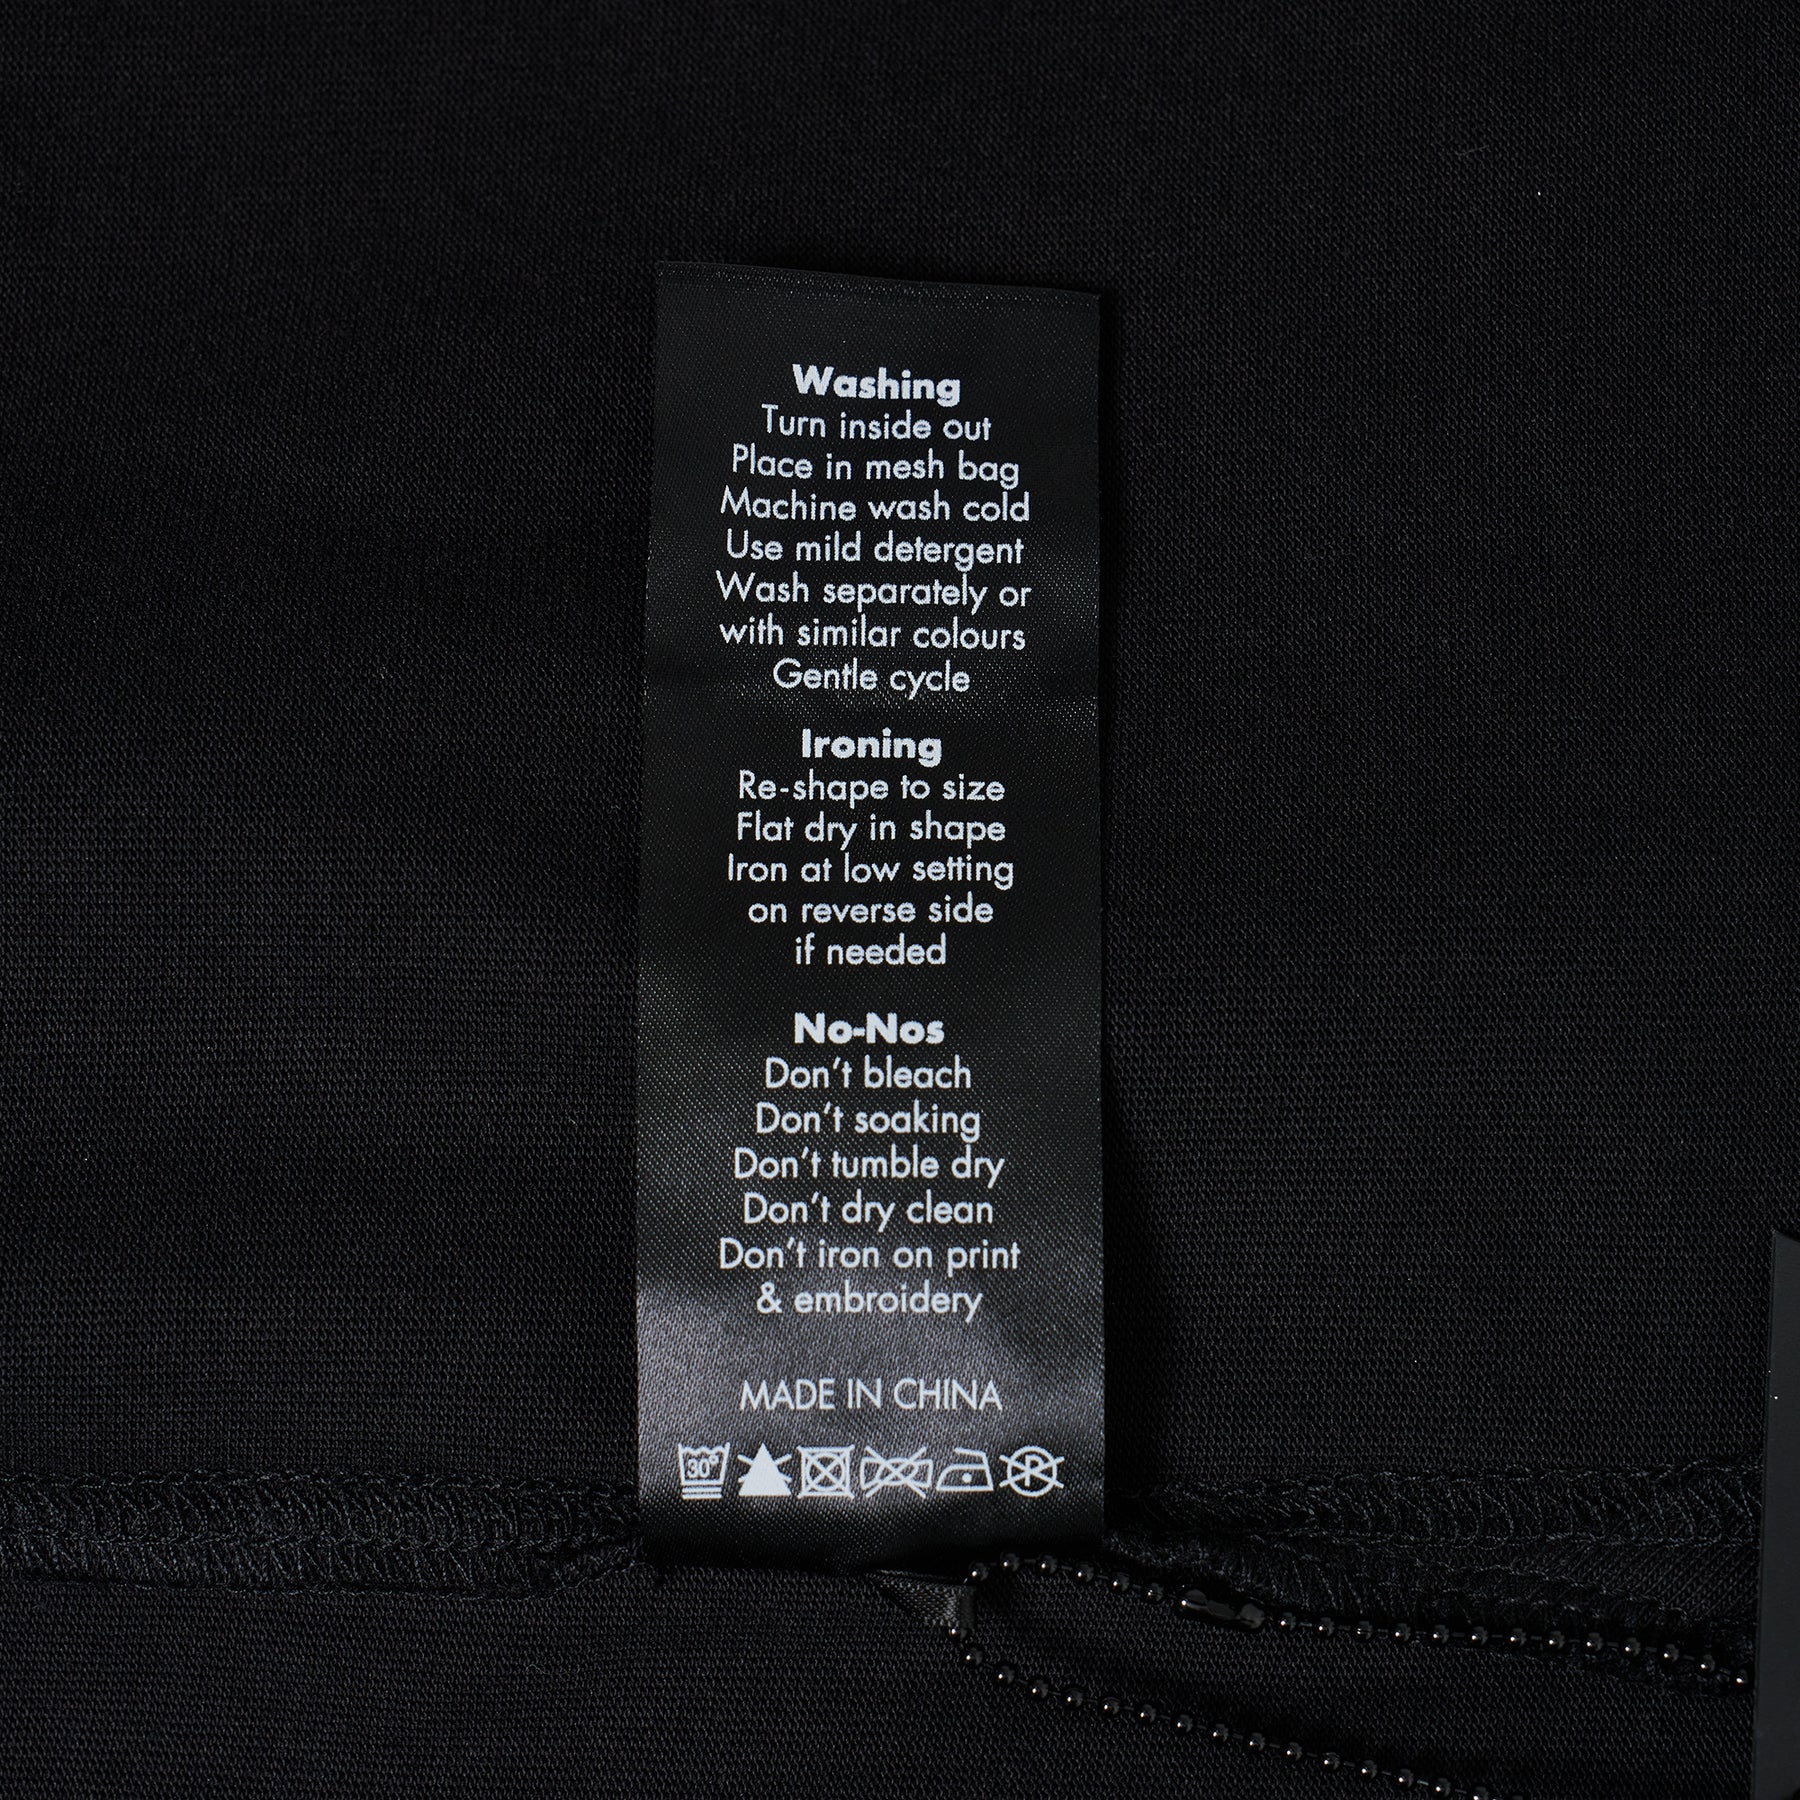 Washing
Turn inside out
Place in mesh bag
Machine wash cold
Use mild detergent
Wash separately or
with similar colours
Gentle cycle
Ironing
Re-shape to size
Flat dry in shape
Iron at low setting
on reverse side
if needed
No-Nos
Don't bleach
Don't soaking
Don't tumble dry
Don't dry clean
Don't iron on print
& embroidery
MADE IN CHINA
30° P